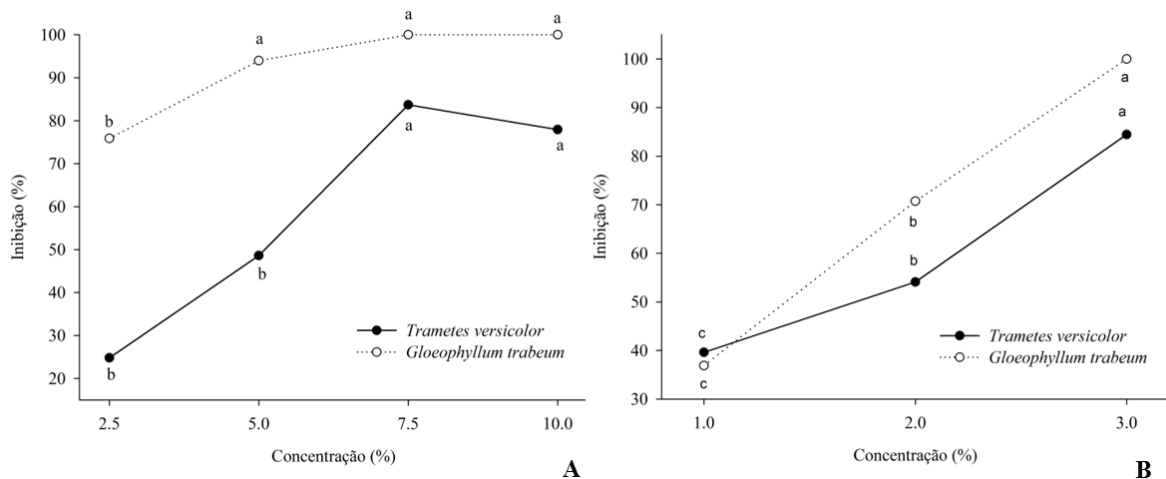 100
90
80
70
60
50
40
30
20
Inibição (%)
b
a
a
a
b
b
a
a
Trametes versicolor
Gloeophyllum trabeum
2.5 5.0 7.5 10.0
Concentração (%)
A
100
90
80
70
60
50
40
30
Inibição (%)
c
c
b
b
a
a
Trametes versicolor
Gloeophyllum trabeum
1.0 2.0 3.0
Concentração (%)
B